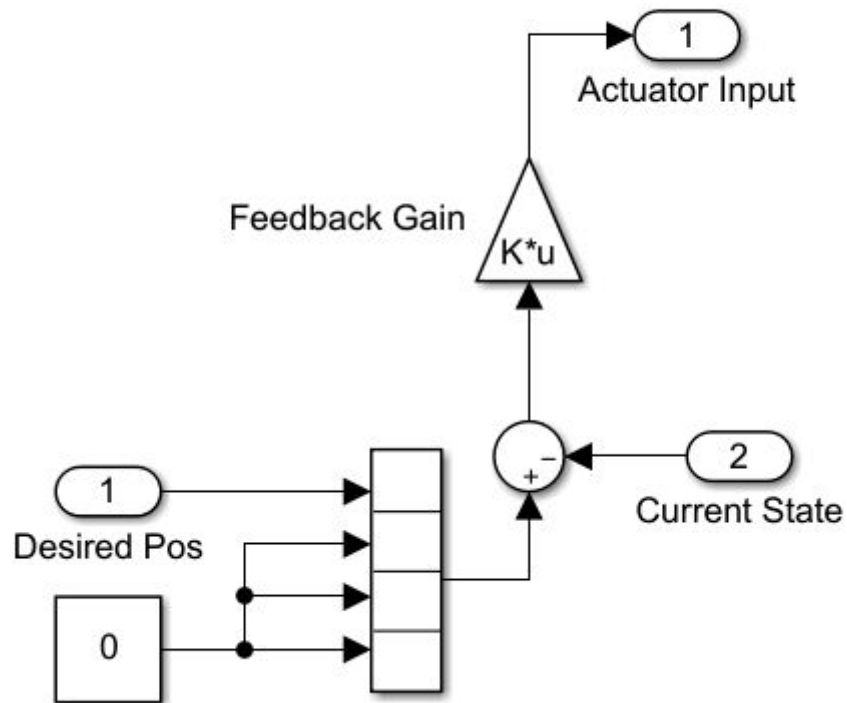 1
Actuator Input
Feedback Gain
K*u
−
+
2
Current State
1
Desired Pos
0